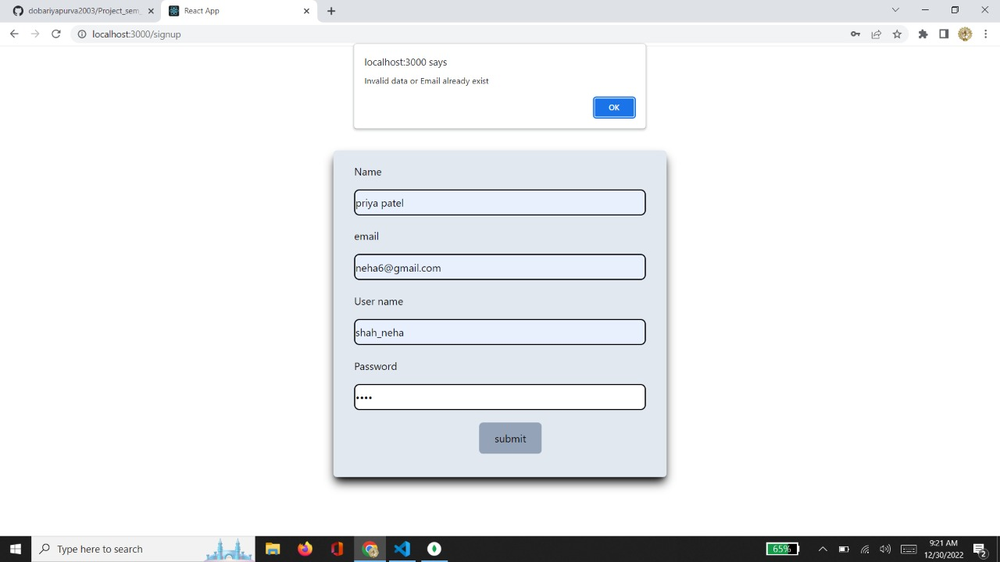 dobariyapurva2003/Project_sem_
React App
localhost:3000/signup
localhost:3000 says
Invalid data or Email already exist
OK
Name
priya patel
email
neha6@gmail.com
User name
shah_neha
Password
••••
submit
Type here to search
65%
9:21 AM
12/30/2022
2